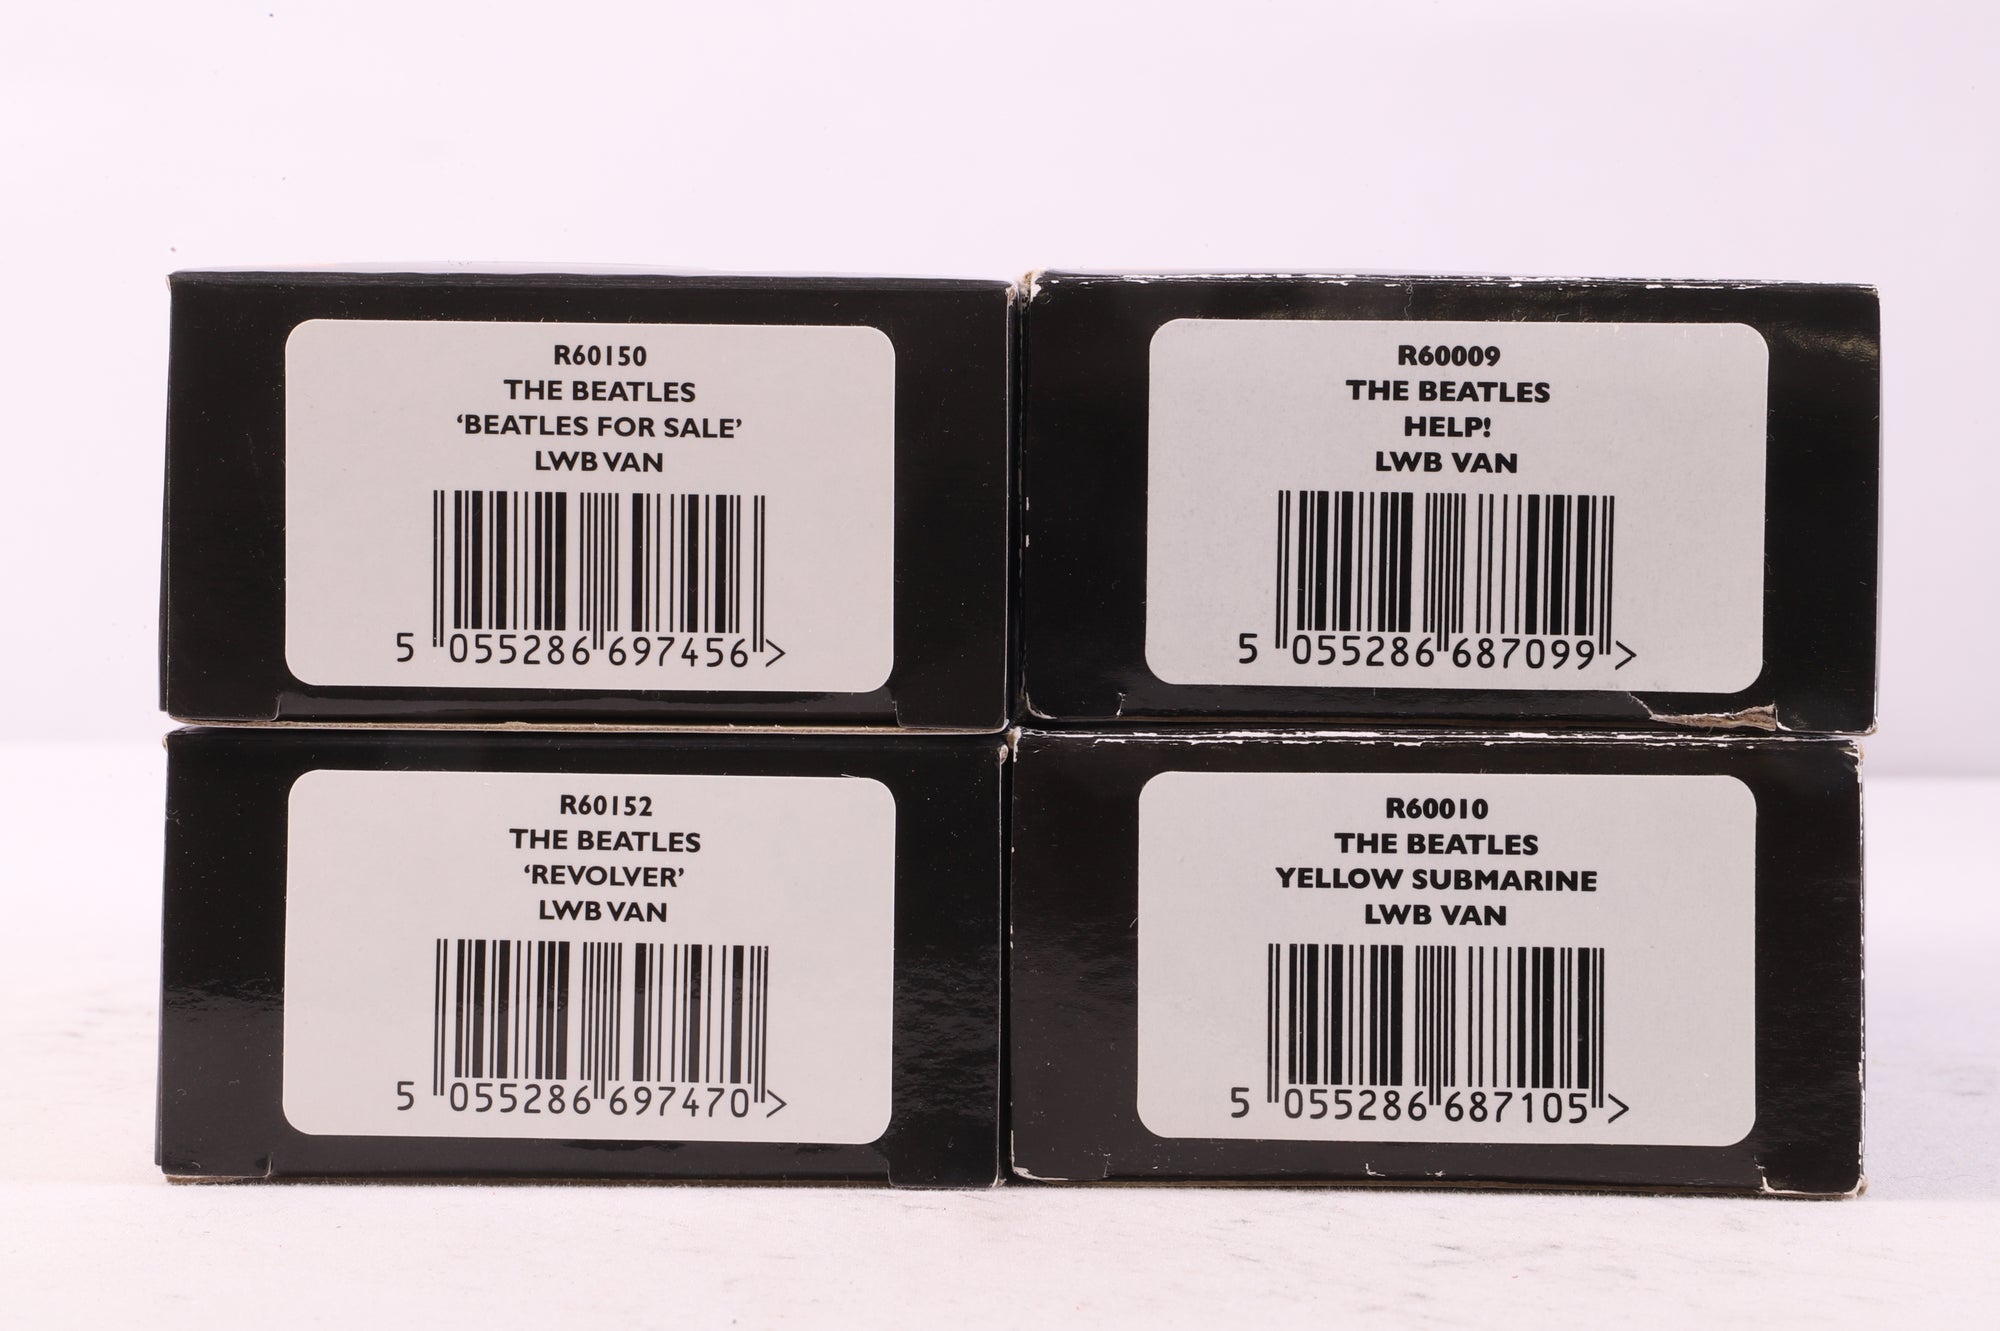 R60150
THE BEATLES
‘BEATLES FOR SALE’
LWB VAN
5 055286 697456 >
R60009
THE BEATLES
HELP!
LWB VAN
5 055286 687099 >
R60152
THE BEATLES
‘REVOLVER’
LWB VAN
5 055286 697470 >
R60010
THE BEATLES
YELLOW SUBMARINE
LWB VAN
5 055286 687105 >